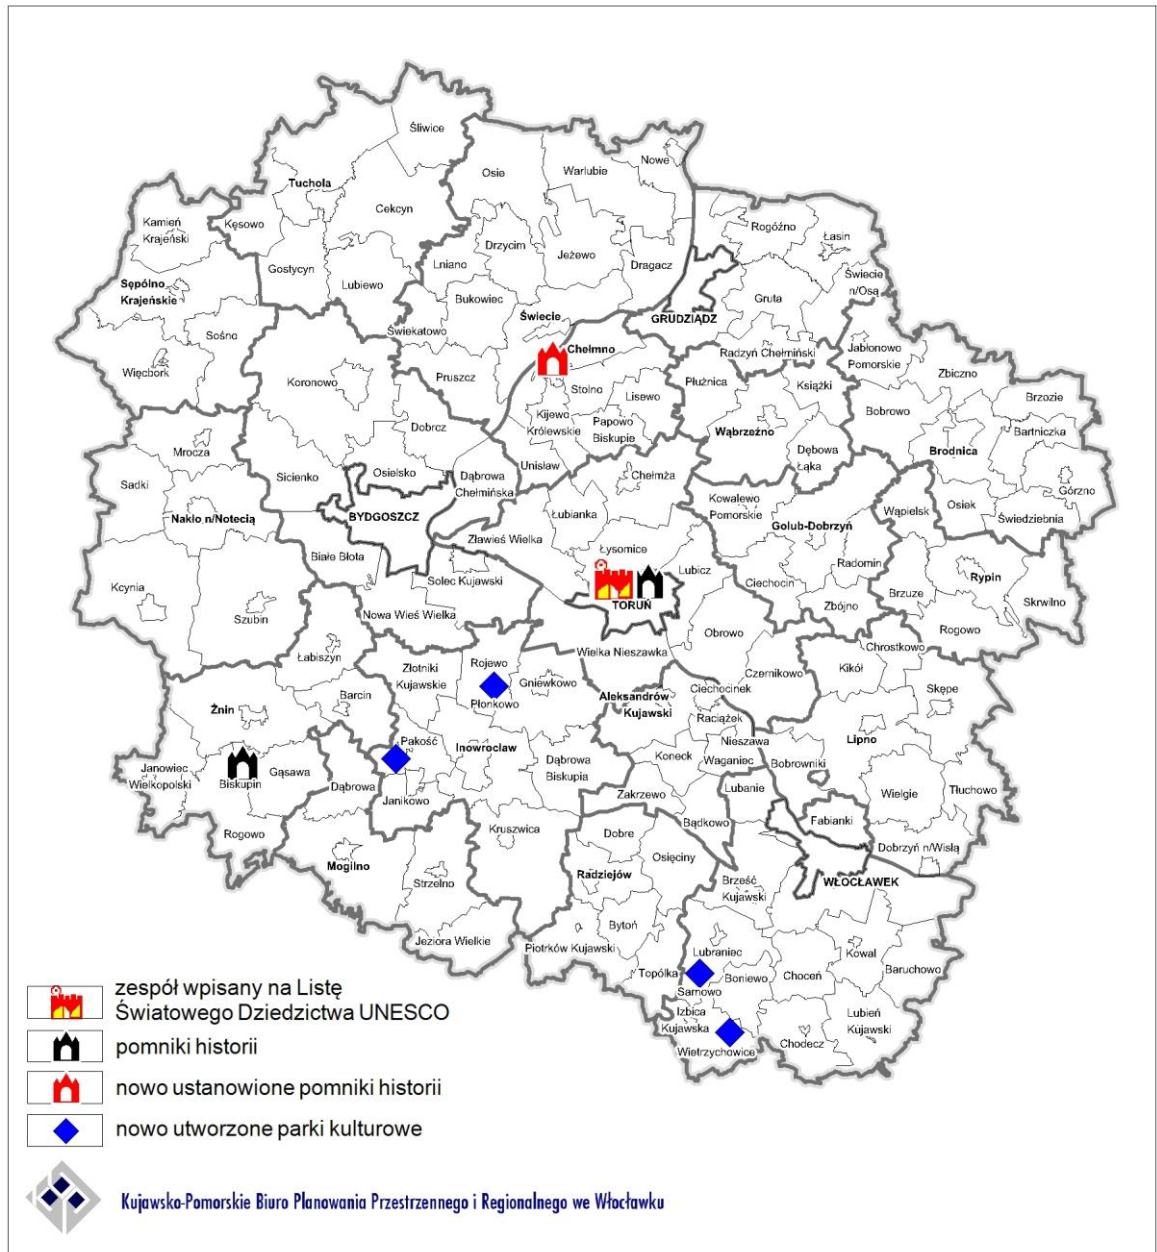 Śliwice
Osie
Warlubie
Nowe
Tuchola
Cekcyn
Kamień
Krajeński
Kęsowo
Rogóźno
Łasin
Drzycim
Jeżewo
Lniano
Dragacz
Gostycyn
Lubiewo
Świecie
n/Osą
Sępólno
Krajeńskie
Bukowiec
Gruta
Świecie
GRUDZIĄDZ
Sośno
Świekatowo
Chełmno
Radzyń Chełmiński
Jabłonowo
Pomorskie
Więcbork
Koronowo
Pruszcz
Stolno
Lisewo
Płużnica
Książki
Zbiczno
Brzozie
Kijewo
Królewskie
Papowo
Biskupie
Bobrowo
Bartniczka
Dobrcz
Wąbrzeźno
Mrocza
Dębowa
Łąka
Brodnica
Unisław
Sadki
Sicienko
Osielsko
Dąbrowa
Chełmińska
Chełmża
Górzno
Kowalewo
Pomorskie
Osiek
Nakło n/Notecią
BYDGOSZCZ
Łubianka
Golub-Dobrzyń
Wąpielsk
Świedziebnia
Zławieś Wielka
Łysomice
Białe Błota
Solec Kujawski
Lubicz
Radomin
Rypin
Kcynia
Ciechocin
Brzuze
Skrwilno
Szubin
Nowa Wieś Wielka
TORUŃ
Zbójno
Obrowo
Rogowo
Łabiszyn
Złotniki
Kujawskie
Rojewo
Wielka Nieszawka
Chrostkowo
Gniewkowo
Czernikowo
Kikół
Barcin
Płonkowo
Aleksandrów
Kujawski
Ciechocinek
Skępe
Żnin
Raciążek
Pakość
Inowrocław
Nieszawa
Lipno
Janowiec
Wielkopolski
Biskupin
Gąsawa
Dąbrowa
Dąbrowa
Biskupia
Koneck
Waganiec
Bobrowniki
Janikowo
Zakrzewo
Lubanie
Wielgie
Tłuchowo
Rogowo
Kruszwica
Bądkowo
Fabianki
Dobre
Dobrzyń n/Wisłą
Mogilno
Osięciny
Strzelno
Radziejów
Brześć
Kujawski
WŁOCŁAWEK
Bytoń
Jeziora Wielkie
Piotrków Kujawski
Lubraniec
Kowal
Topólka
Boniewo
Choceń
Baruchowo
Sarnowo
Izbica
Kujawska
Lubień
Kujawski
Wietrzychowice
Chodecz
zespół wpisany na Listę
Światowego Dziedzictwa UNESCO
pomniki historii
nowo ustanowione pomniki historii
nowo utworzone parki kulturowe
Kujawsko-Pomorskie Biuro Planowania Przestrzennego i Regionalnego we Włocławku